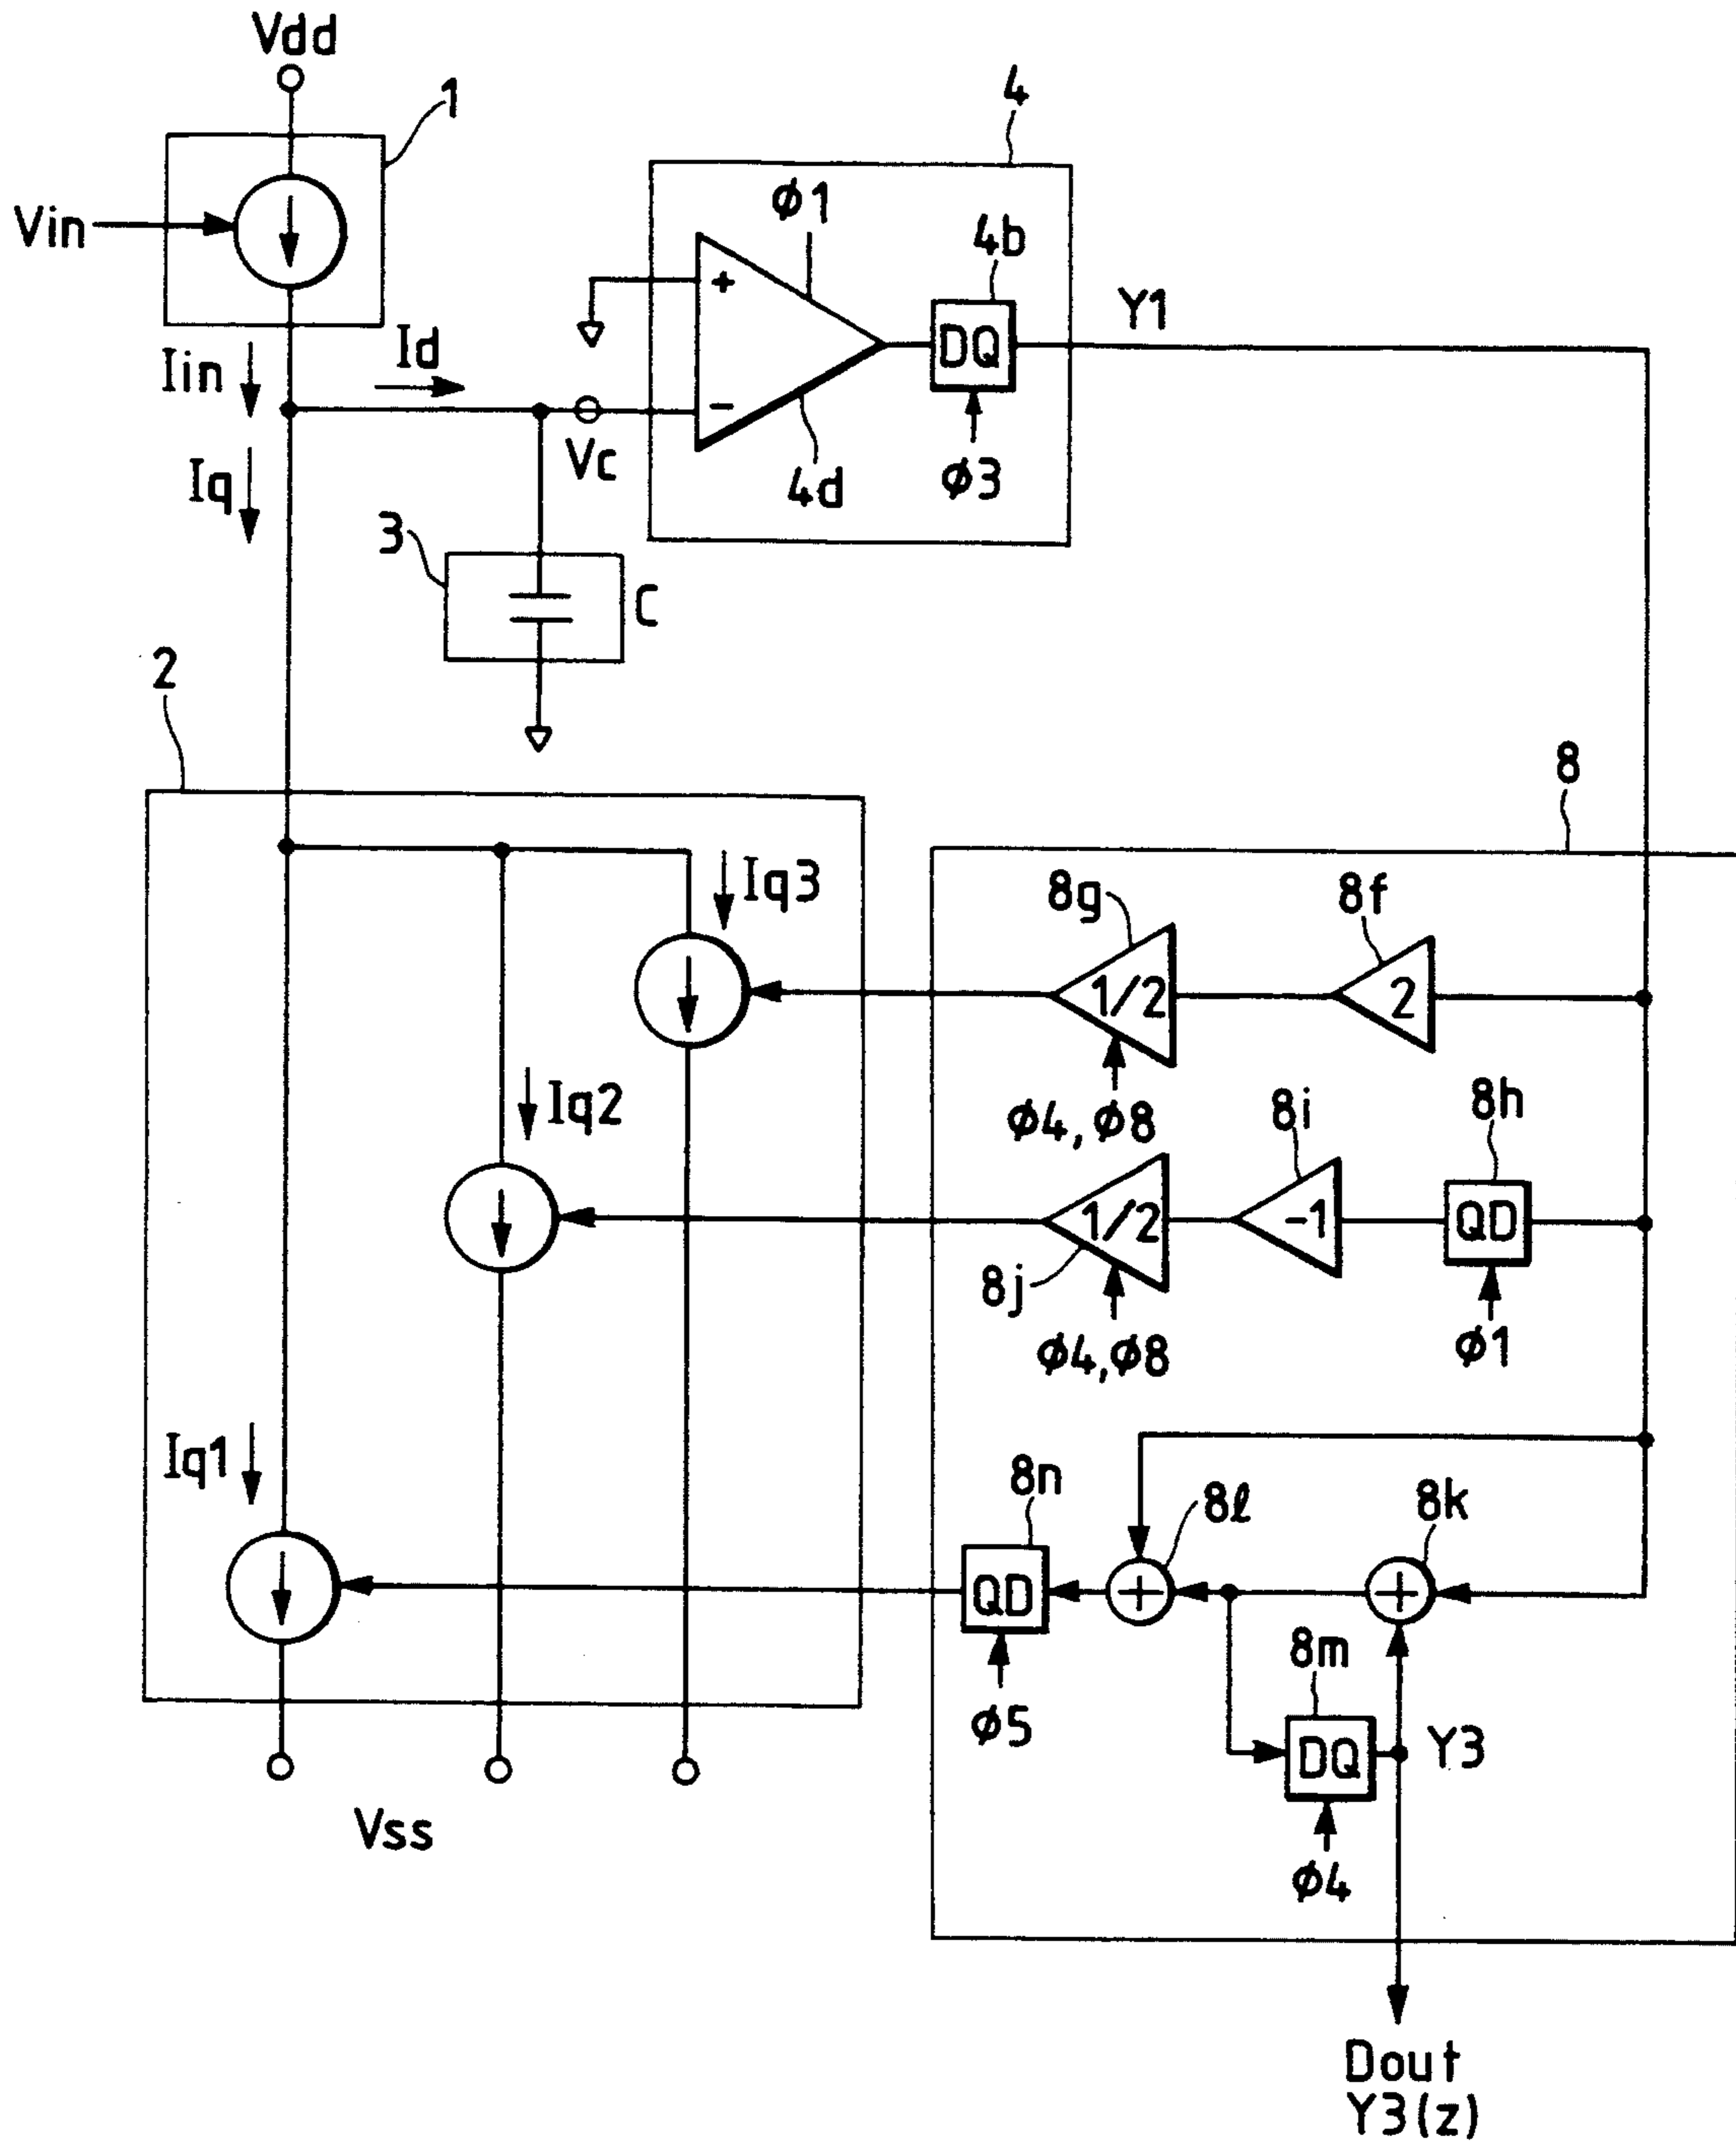 Vdd
1
4
Vin
ϕ1
4b
+
DQ
Y1
Iin
Id
−
Iq
Vc
4d
ϕ3
3
C
2
8
Iq3
8g
8f
1/2
2
ϕ4, ϕ8
Iq2
8i
8h
1/2
-1
QD
8j
ϕ4,ϕ8
ϕ1
Iq1
8n
8ℓ
8k
QD
+
+
8m
ϕ5
DQ
Y3
Vss
ϕ4
Dout
Y3(z)